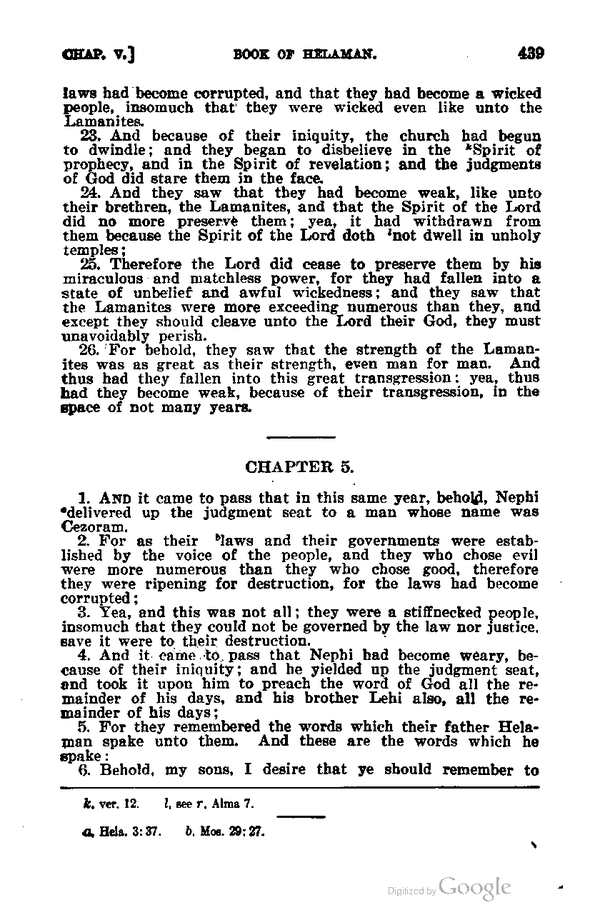 CHAP. V.] BOOK OF HELAMAN. 439
laws had become corrupted, and that they had become a wicked
people, insomuch that they were wicked even like unto the
Lamanites.
23. And because of their iniquity, the church had begun
to dwindle; and they began to disbelieve in the ᵏSpirit of
prophecy, and in the Spirit of revelation; and the judgments
of God did stare them in the face.
24. And they saw that they had become weak, like unto
their brethren, the Lamanites, and that the Spirit of the Lord
did no more preserve them; yea, it had withdrawn from
them because the Spirit of the Lord doth ˡnot dwell in unholy
temples;
25. Therefore the Lord did cease to preserve them by his
miraculous and matchless power, for they had fallen into a
state of unbelief and awful wickedness; and they saw that
the Lamanites were more exceeding numerous than they, and
except they should cleave unto the Lord their God, they must
unavoidably perish.
26. For behold, they saw that the strength of the Laman-
ites was as great as their strength, even man for man. And
thus had they fallen into this great transgression; yea, thus
had they become weak, because of their transgression, in the
space of not many years.
CHAPTER 5.
1. AND it came to pass that in this same year, behold, Nephi
ᵃdelivered up the judgment seat to a man whose name was
Cezoram.
2. For as their ᵇlaws and their governments were estab-
lished by the voice of the people, and they who chose evil
were more numerous than they who chose good, therefore
they were ripening for destruction, for the laws had become
corrupted;
3. Yea, and this was not all; they were a stiffnecked people,
insomuch that they could not be governed by the law nor justice,
save it were to their destruction.
4. And it came to pass that Nephi had become weary, be-
cause of their iniquity; and he yielded up the judgment seat,
and took it upon him to preach the word of God all the re-
mainder of his days, and his brother Lehi also, all the re-
mainder of his days;
5. For they remembered the words which their father Hela-
man spake unto them. And these are the words which he
spake:
6. Behold, my sons, I desire that ye should remember to
k, ver. 12. l, see r, Alma 7.
a, Hela. 3:37. b, Mos. 29:27.
Digitized by Google